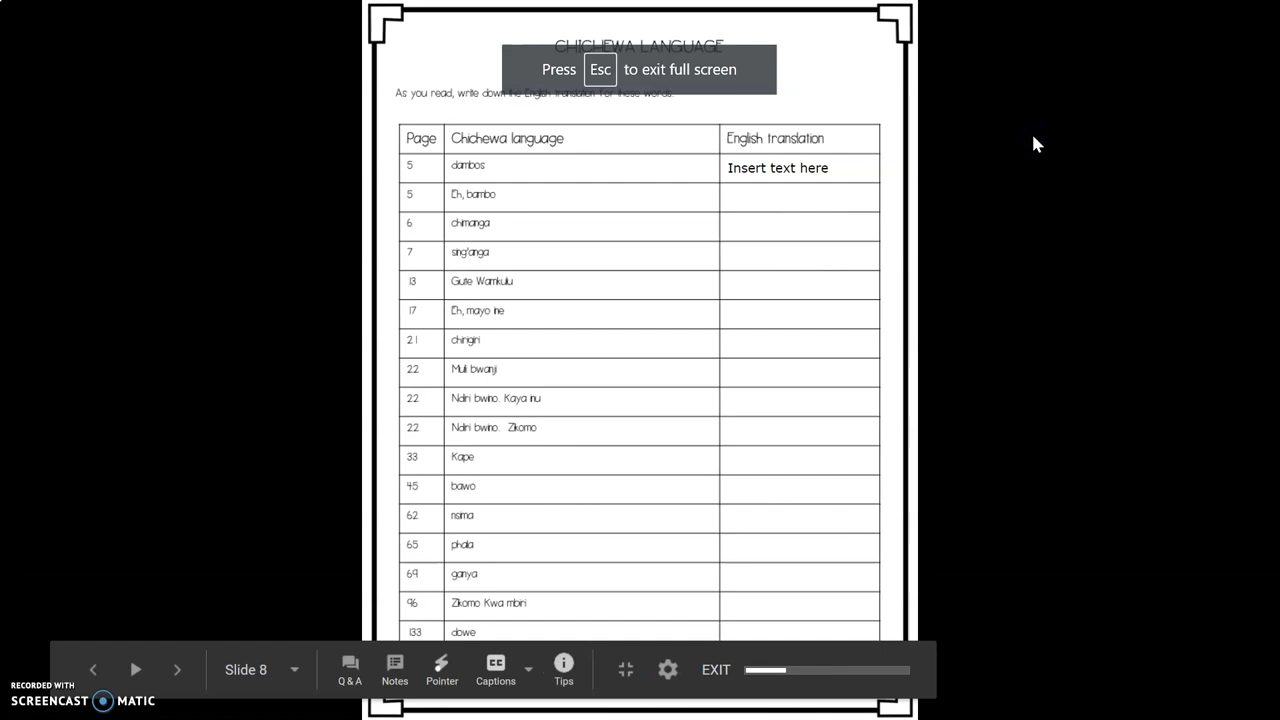 CHICHEWA LANGUAGE
Press Esc to exit full screen
As you read, write down the English translation for these words.
Page Chichewa language English translation
5 dambos Insert text here
5 Eh, bambo
6 chimanga
7 sing'anga
13 Gule Wamkulu
17 Eh, mayo ine
21 chirigiri
22 Muli bwanji
22 Ndiri bwino. Kaya inu
22 Ndiri bwino. Zikomo
33 Kape
45 bawo
62 nsima
65 phala
69 ganyu
96 Zikomo Kwa mbiri
133 dowe
Slide 8
Q & A Notes Pointer Captions Tips EXIT
RECORDED WITH
SCREENCAST MATIC